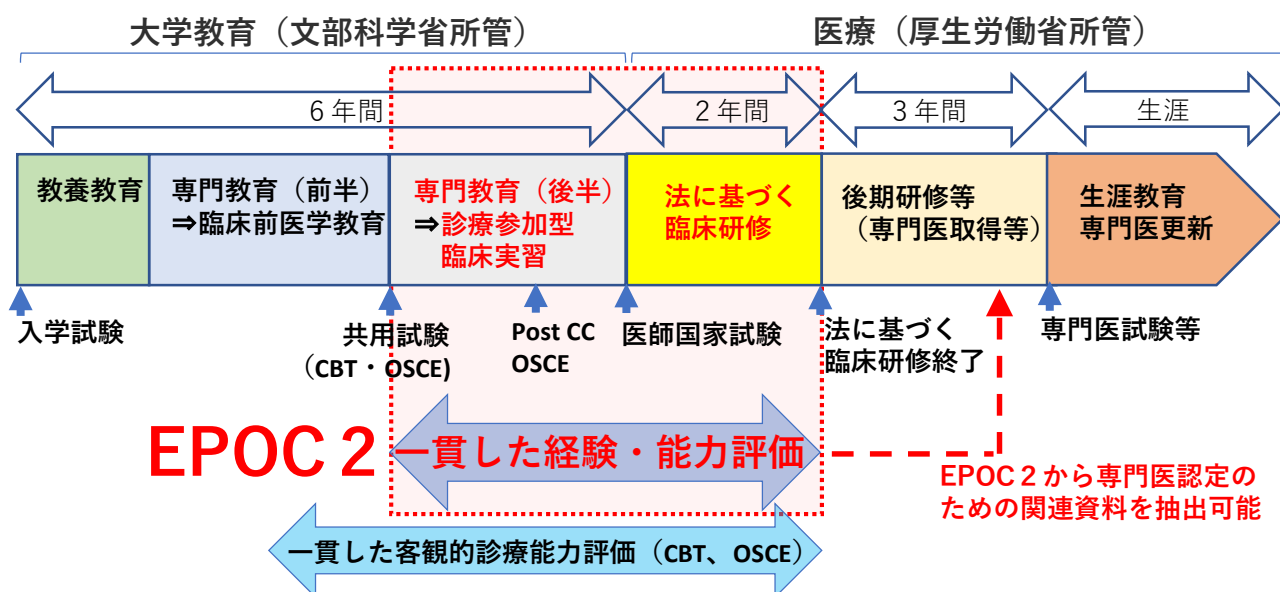 大学教育（文部科学省所管）
医療（厚生労働省所管）
6年間
2年間
3年間
生涯
教養教育
専門教育（前半）
⇒臨床前医学教育
専門教育（後半）
⇒診療参加型
臨床実習
法に基づく
臨床研修
後期研修等
（専門医取得等）
生涯教育
専門医更新
入学試験
共用試験
（CBT・OSCE)
Post CC
OSCE
医師国家試験
法に基づく
臨床研修終了
専門医試験等
EPOC２
一貫した経験・能力評価
EPOC２から専門医認定の
ための関連資料を抽出可能
一貫した客観的診療能力評価（CBT、OSCE）